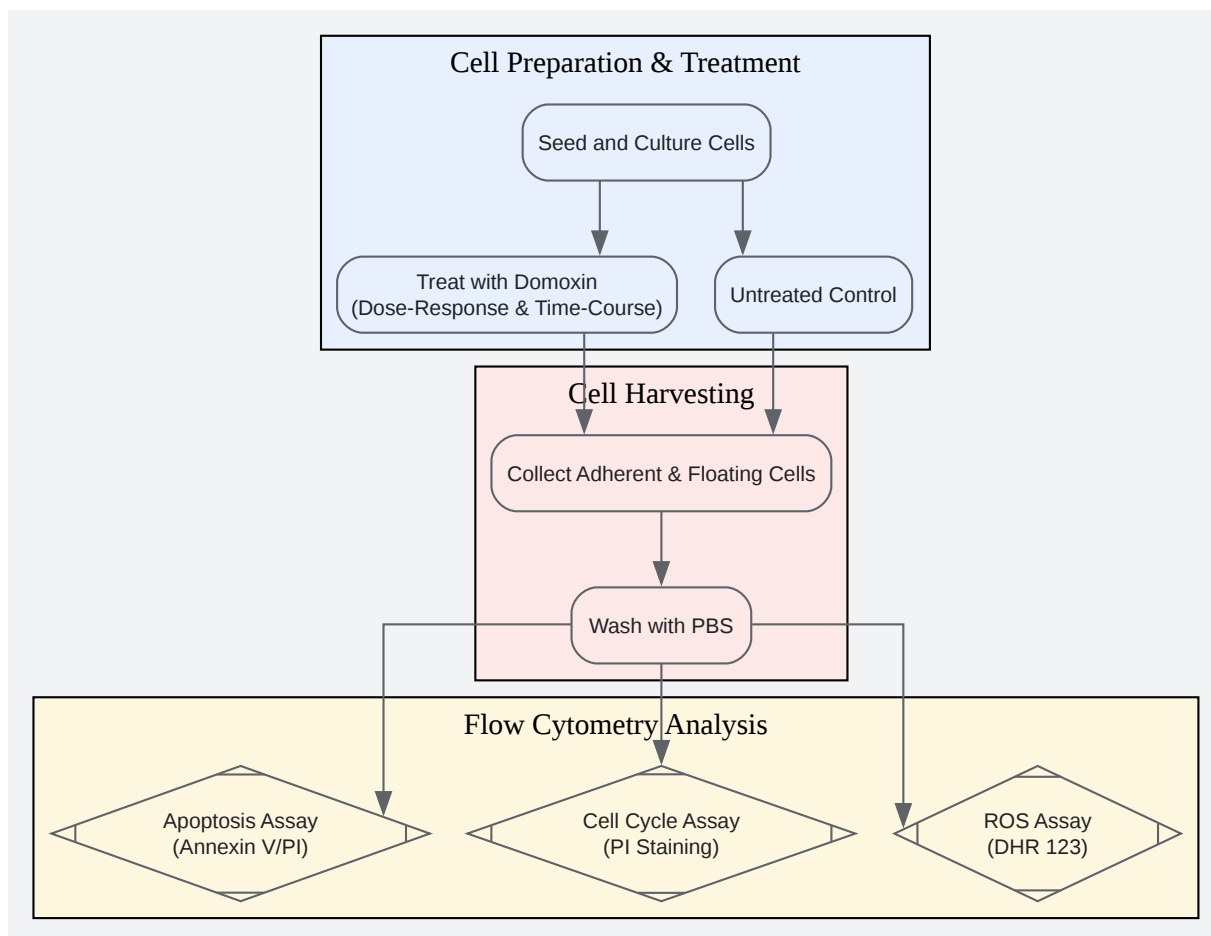 Cell Preparation & Treatment
Seed and Culture Cells
Treat with Domoxin
(Dose-Response & Time-Course)
Untreated Control
Cell Harvesting
Collect Adherent & Floating Cells
Wash with PBS
Flow Cytometry Analysis
Apoptosis Assay
(Annexin V/PI)
Cell Cycle Assay
(PI Staining)
ROS Assay
(DHR 123)